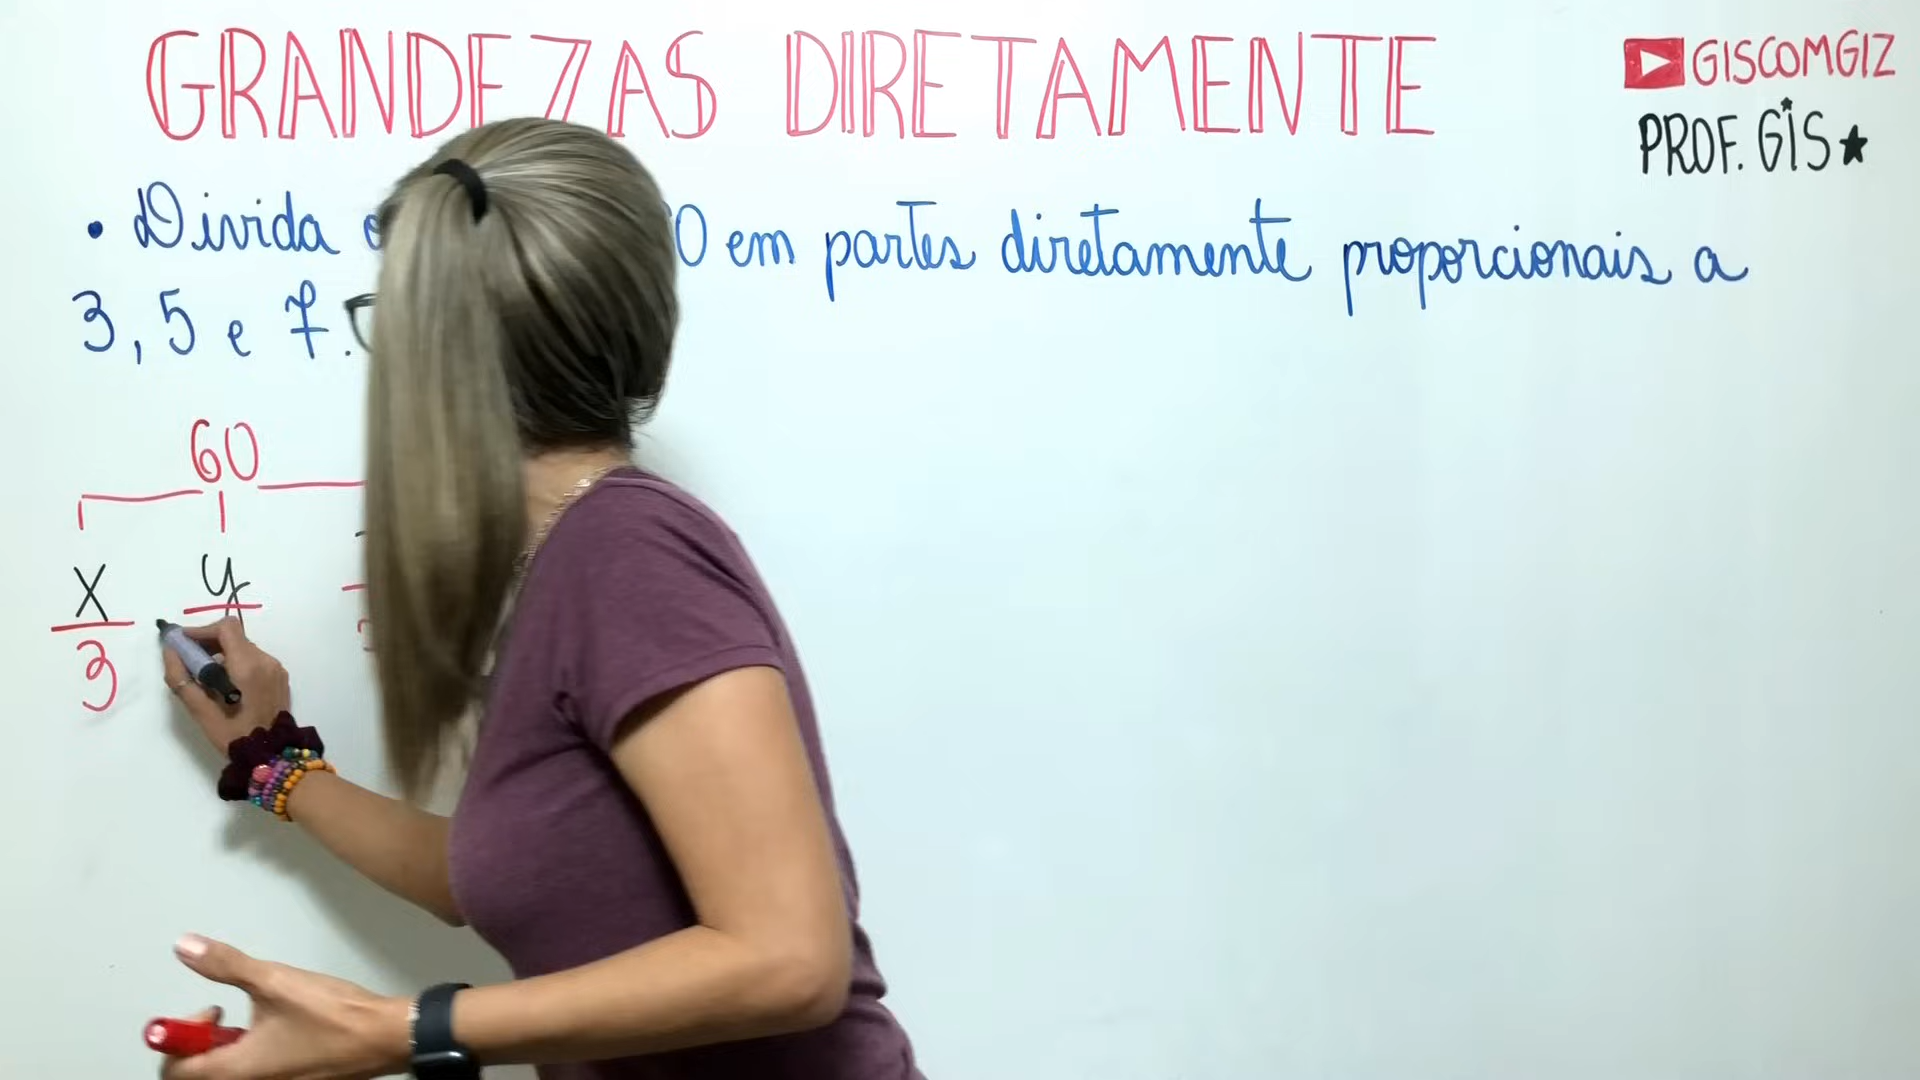 GRANDEZAS DIRETAMENTE
GISCOMGIZ
PROF. GIS
• Divida 0 em partes diretamente proporcionais a
3, 5 e 7.
60
x y
3